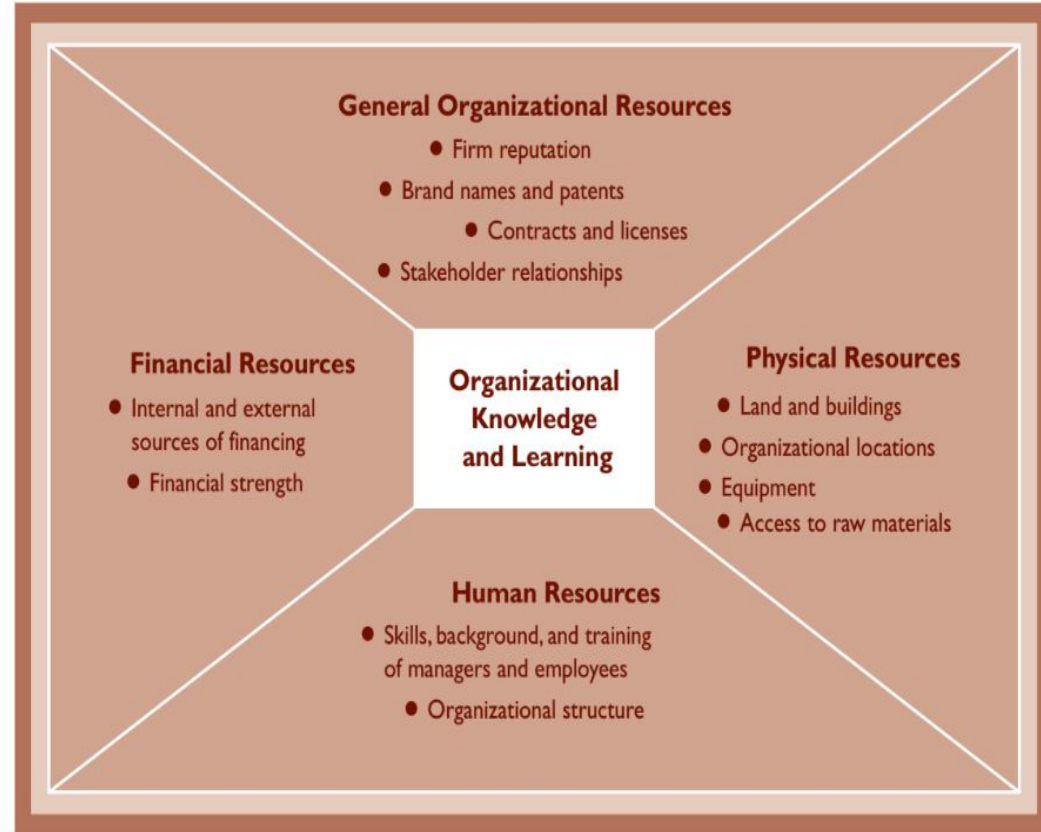 General Organizational Resources
● Firm reputation
● Brand names and patents
● Contracts and licenses
● Stakeholder relationships
Financial Resources
● Internal and external
sources of financing
● Financial strength
Organizational
Knowledge
and Learning
Physical Resources
● Land and buildings
● Organizational locations
● Equipment
● Access to raw materials
Human Resources
● Skills, background, and training
of managers and employees
● Organizational structure